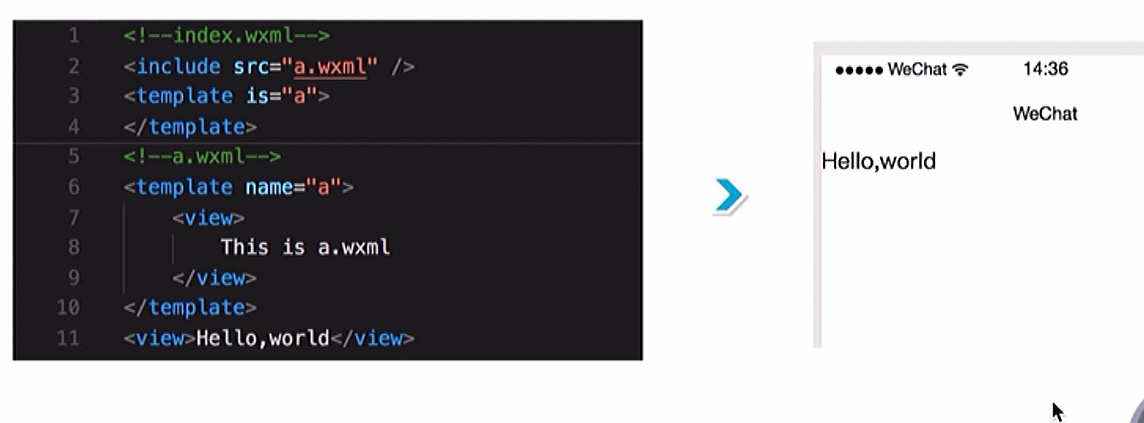 1 <!--index.wxml-->
2 <include src="a.wxml" />
3 <template is="a">
4 </template>
5 <!--a.wxml-->
6 <template name="a">
7 <view>
8 This is a.wxml
9 </view>
10 </template>
11 <view>Hello,world</view>
WeChat 14:36
WeChat
Hello,world